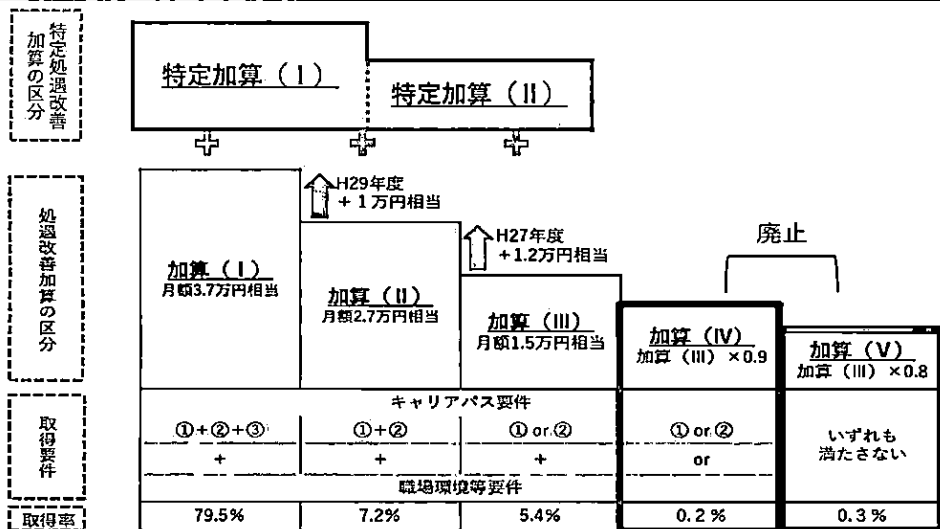 特定処遇改善
加算の区分
特定加算（Ⅰ）
特定加算（Ⅱ）
処遇改善加算の区分
H29年度
＋１万円相当
H27年度
＋1.2万円相当
廃止
加算（Ⅰ）
月額3.7万円相当
加算（Ⅱ）
月額2.7万円相当
加算（Ⅲ）
月額1.5万円相当
加算（Ⅳ）
加算（Ⅲ）×0.9
加算（Ⅴ）
加算（Ⅲ）×0.8
取得要件
キャリアパス要件
①+②+③
①+②
① or ②
① or ②
いずれも
満たさない
+
+
+
or
職場環境等要件
取得率
79.5%
7.2%
5.4%
0.2%
0.3%